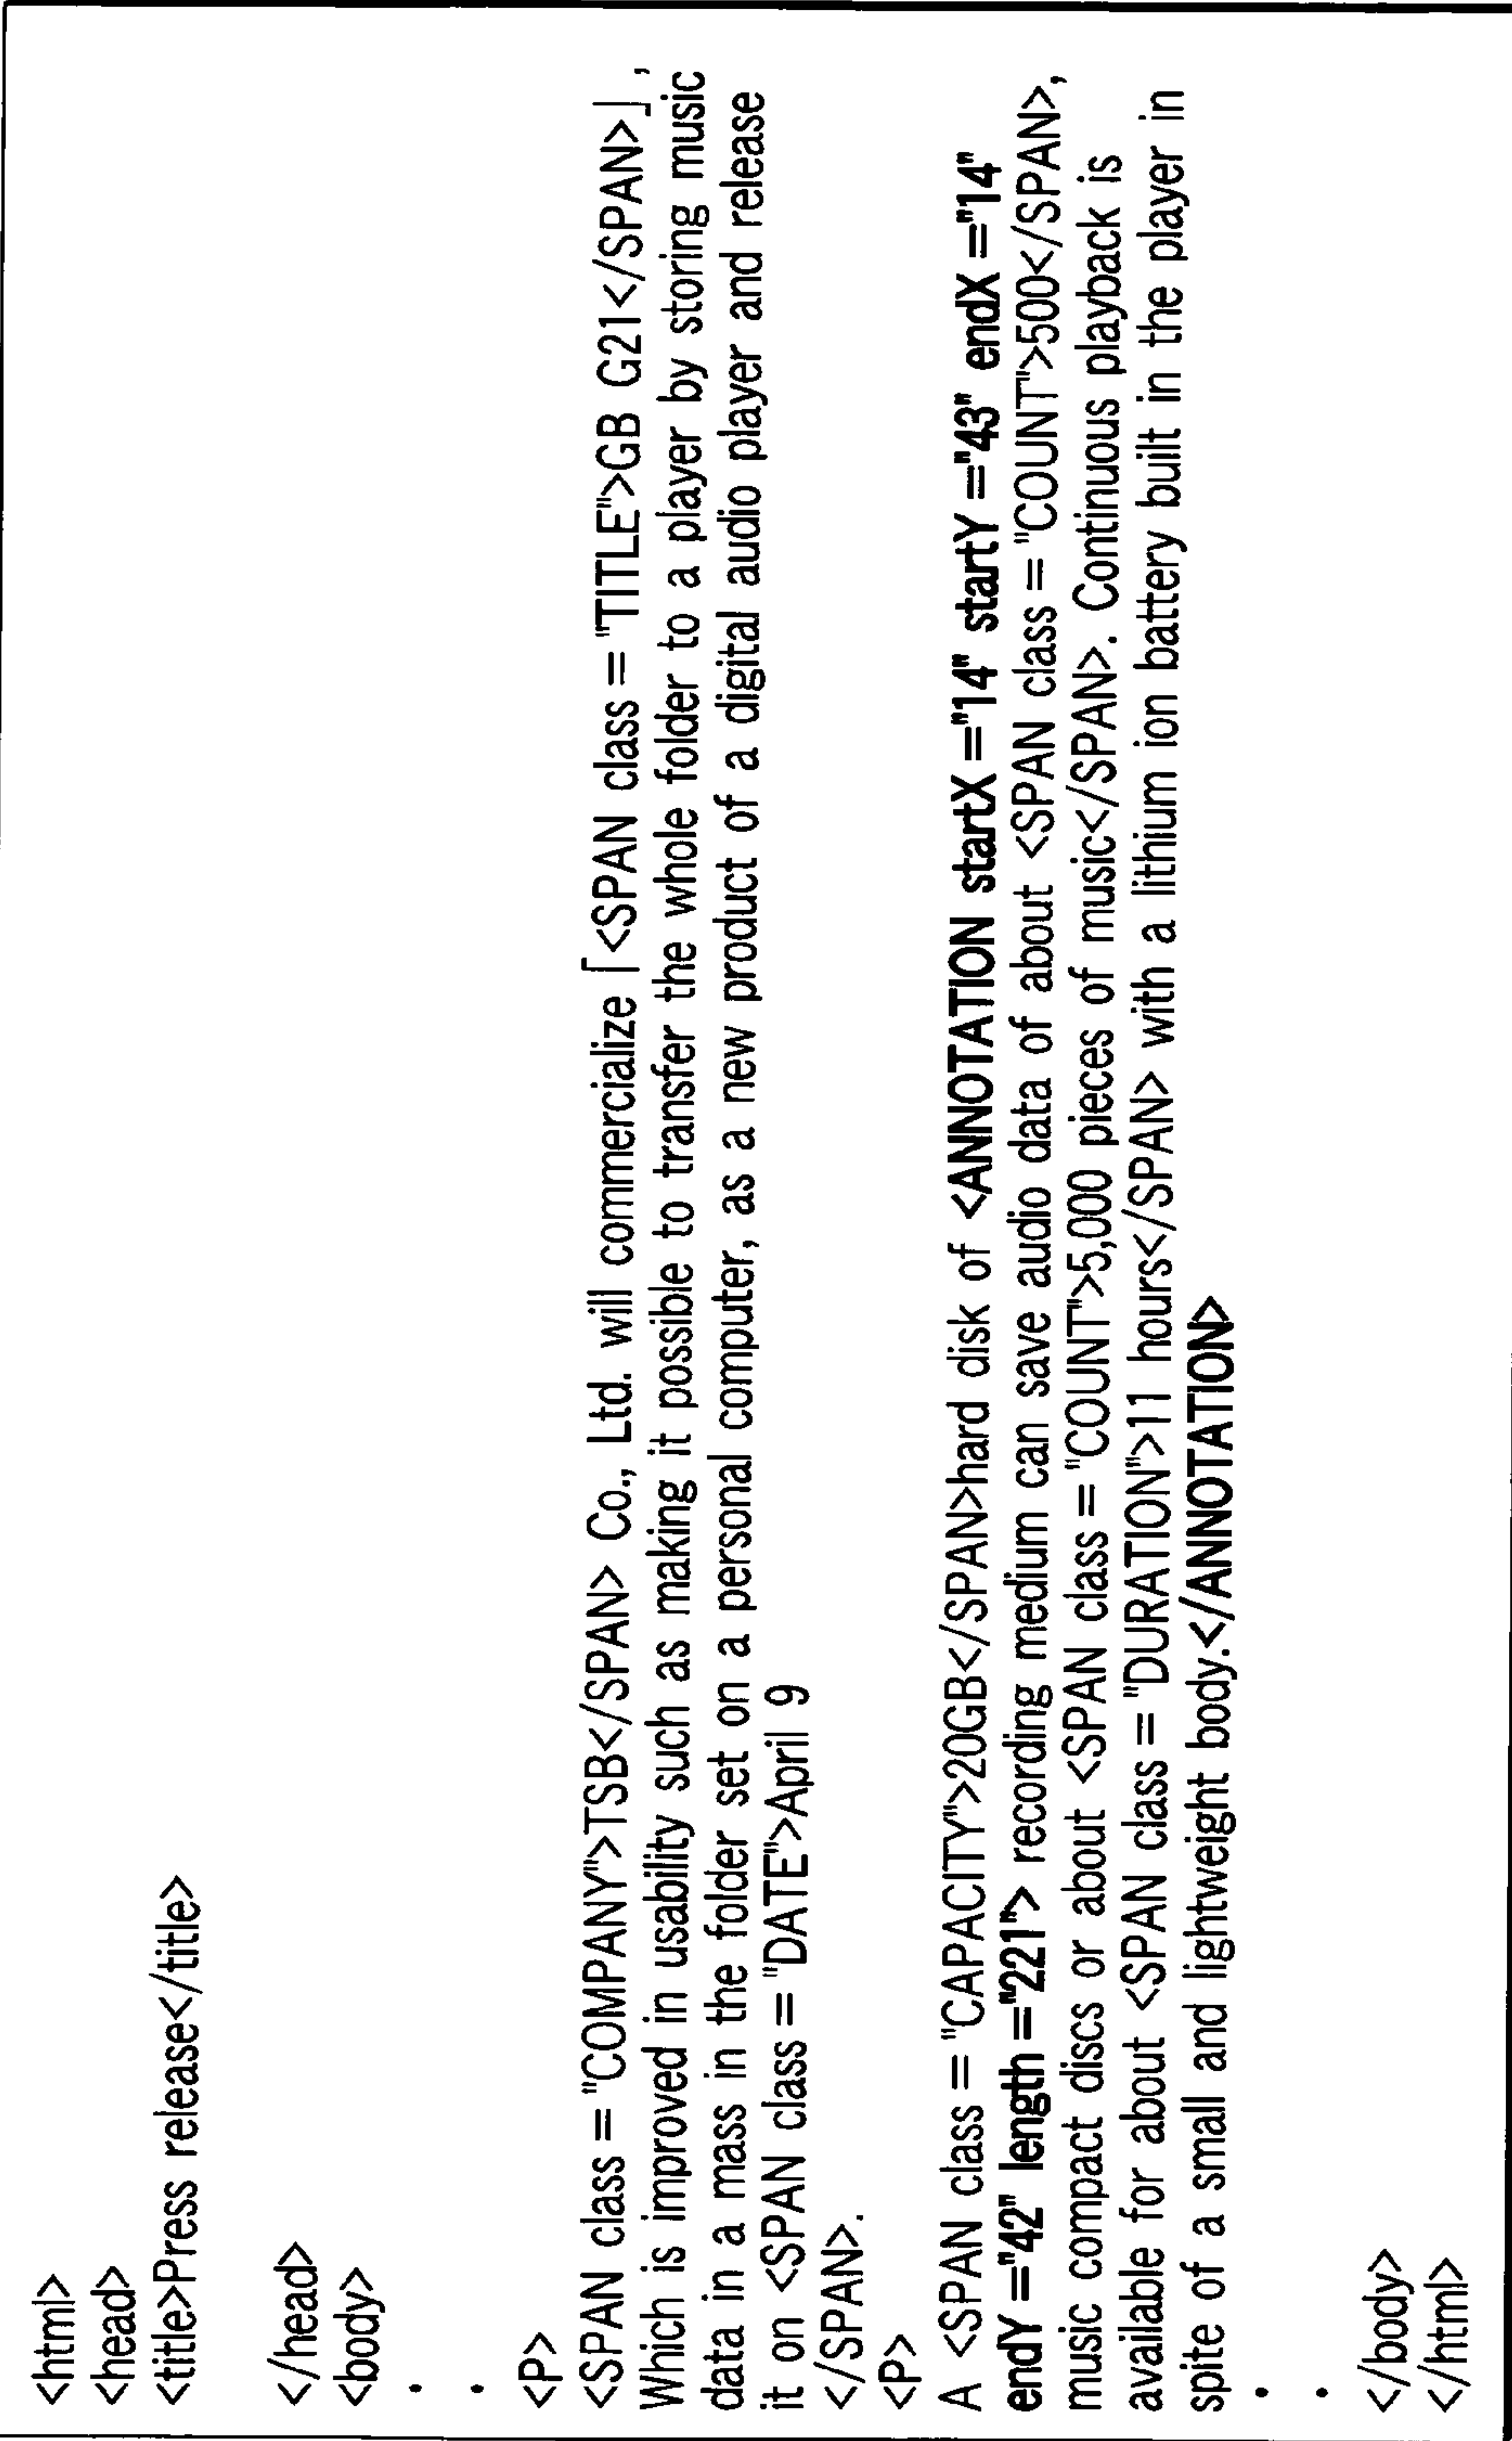 <html>
<head>
<title>Press release</title>
</head>
<body>
.
.
<P>
<SPAN class ="COMPANY">TSB</SPAN> Co., Ltd. will commercialize ⌈<SPAN class ="TITLE">GB G21</SPAN>⌋,
Which is improved in usability such as making it possible to transfer the whole folder to a player by storing music
data in a mass in the folder set on a personal computer, as a new product of a digital audio player and release
it on <SPAN class ="DATE">April 9
</SPAN>.
<P>
A <SPAN class ="CAPACITY">20GB</SPAN>hard disk of <ANNOTATION startX ="14" startY ="43" endX ="14"
endY ="42" length ="221"> recording medium can save audio data of about <SPAN class ="COUNT">500</SPAN>,
music compact discs or about <SPAN class ="COUNT">5,000 pieces of music</SPAN>. Continuous playback is
available for about <SPAN class ="DURATION">11 hours</SPAN> with a lithium ion battery built in the player in
spite of a small and lightweight body.</ANNOTATION>
.
.
</body>
</html>